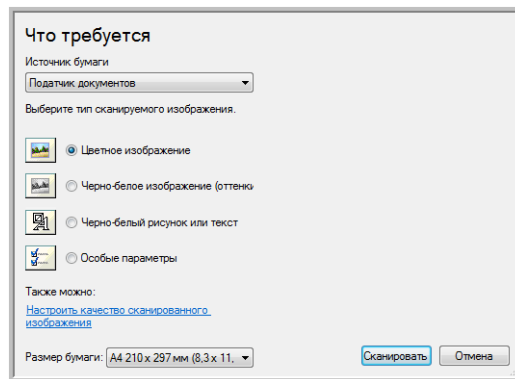 Что требуется
Источник бумаги
Податчик документов
Выберите тип сканируемого изображения.
Цветное изображение
Черно-белое изображение (оттенки
Черно-белый рисунок или текст
Особые параметры
Также можно:
Настроить качество сканированного
изображения
Размер бумаги: A4 210 x 297 мм (8,3 x 11, Сканировать Отмена